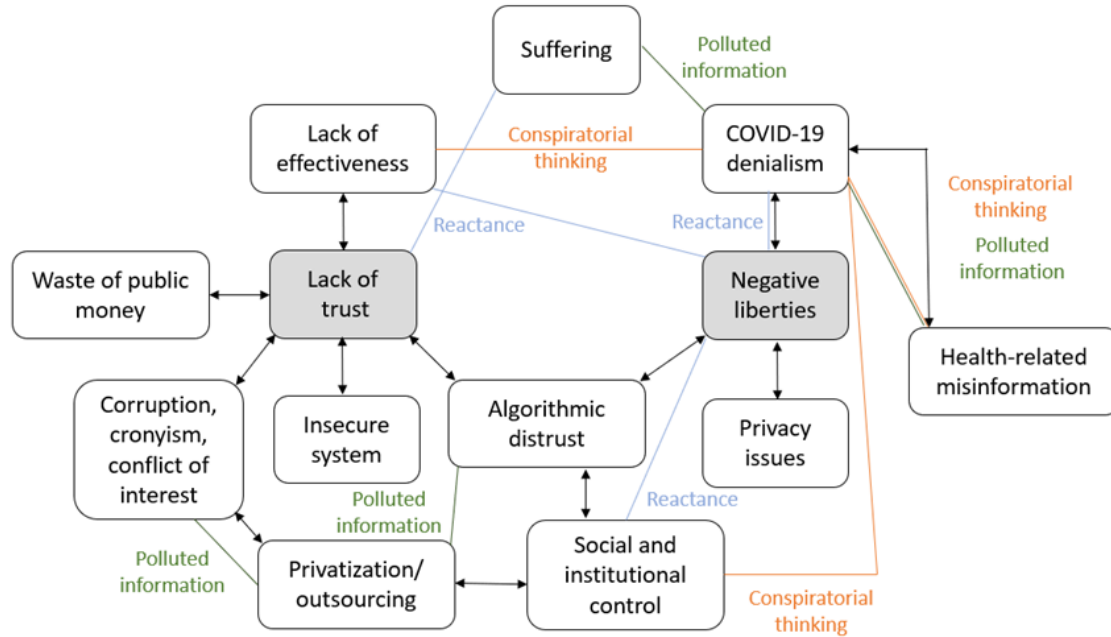 Suffering
Polluted
information
Lack of
effectiveness
Conspiratorial
thinking
COVID-19
denialism
Conspiratorial
thinking
Polluted
information
Reactance
Reactance
Waste of public
money
Lack of
trust
Negative
liberties
Health-related
misinformation
Corruption,
cronyism,
conflict of
interest
Insecure
system
Algorithmic
distrust
Privacy
issues
Polluted
information
Reactance
Polluted
information
Privatization/
outsourcing
Social and
institutional
control
Conspiratorial
thinking